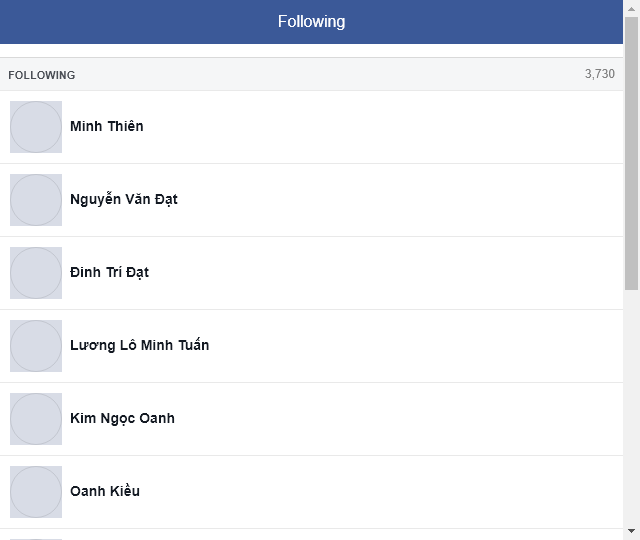 Following
FOLLOWING 3,730
Minh Thiên
Nguyễn Văn Đạt
Đinh Trí Đạt
Lương Lô Minh Tuấn
Kim Ngọc Oanh
Oanh Kiều